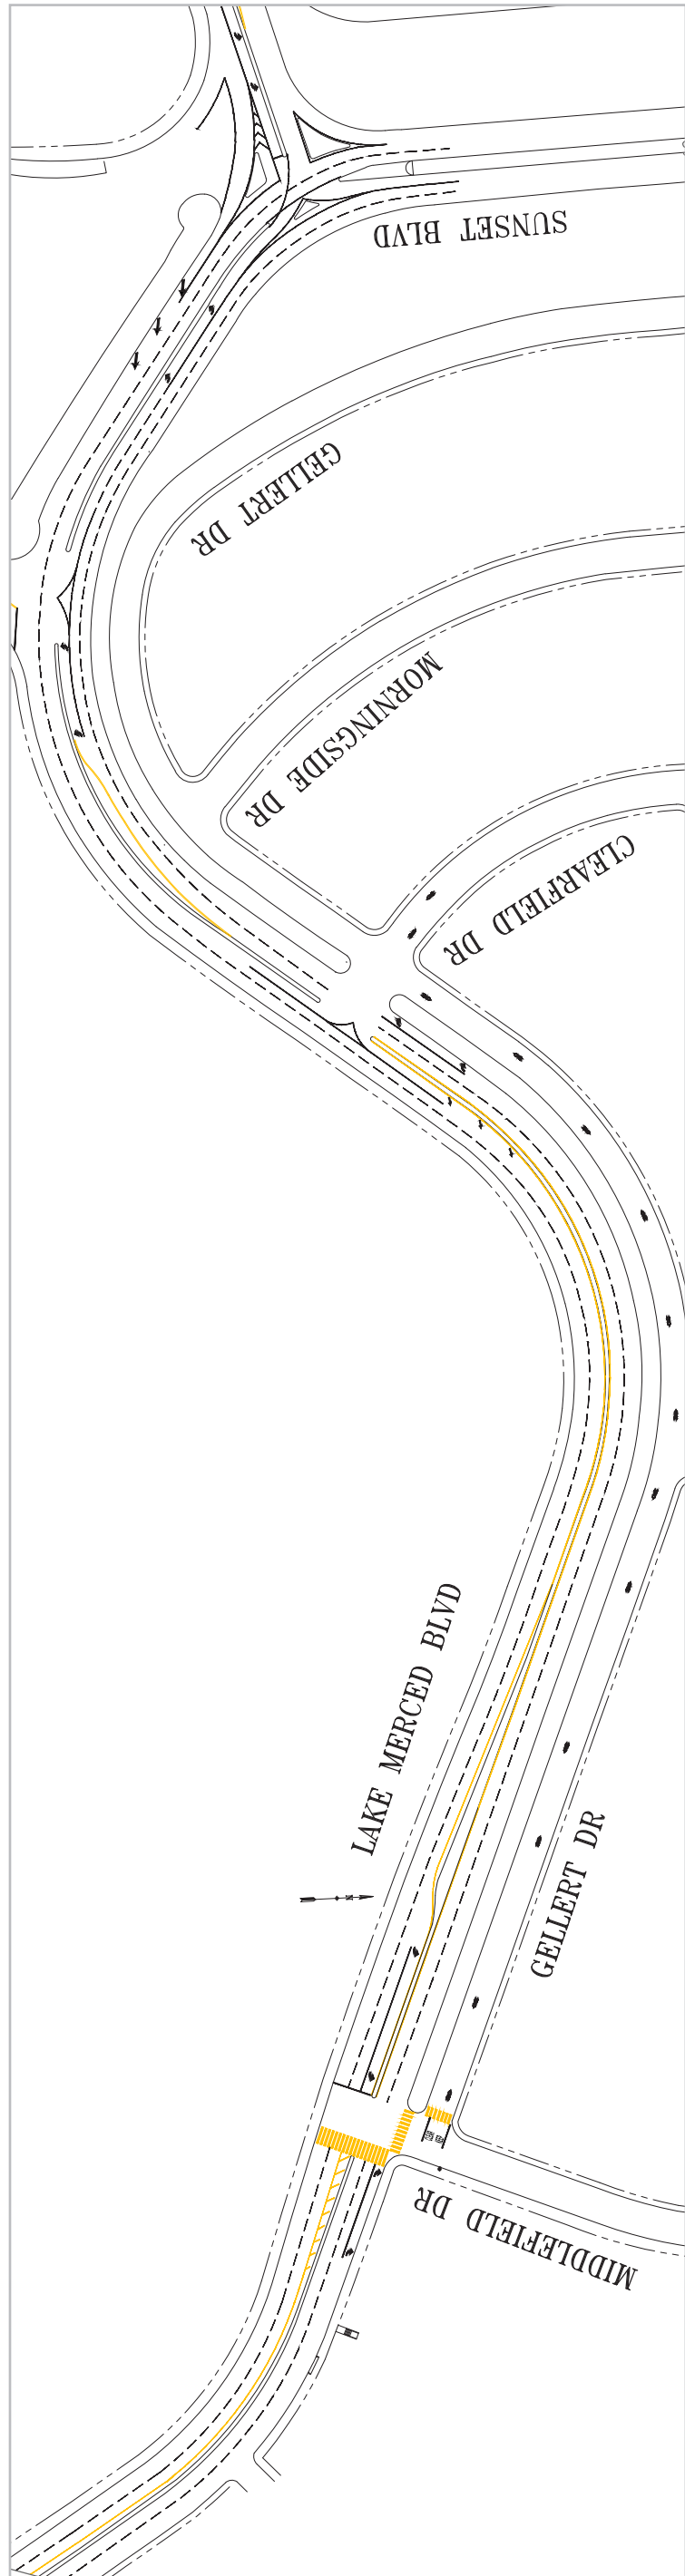 SUNSET BLVD
GELLERT DR
MORNINGSIDE DR
CLEARFIELD DR
LAKE MERCED BLVD
GELLERT DR
MIDDLEFIELD DR